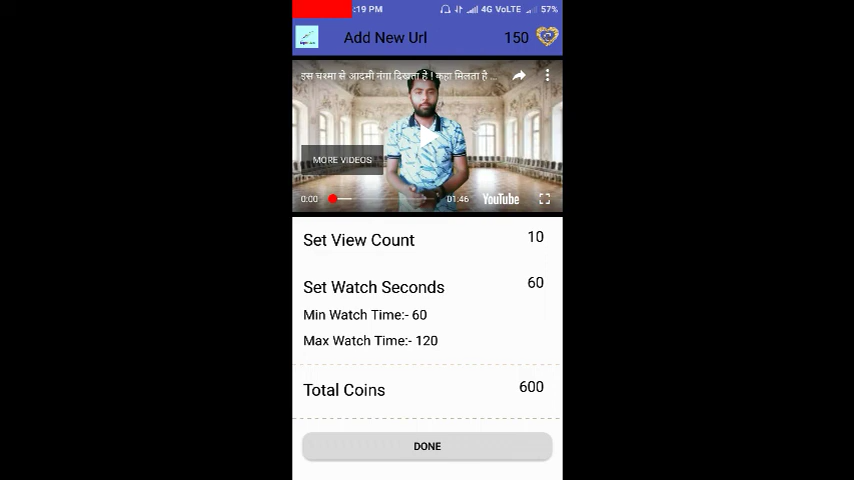 :19 PM 4G VoLTE 57%
Add New Url 150
इस चश्मा से आदमी नंगा दिखता है ! कहा मिलता है ...
MORE VIDEOS
0:00 01:46 YouTube
Set View Count 10
Set Watch Seconds 60
Min Watch Time:- 60
Max Watch Time:- 120
Total Coins 600
DONE